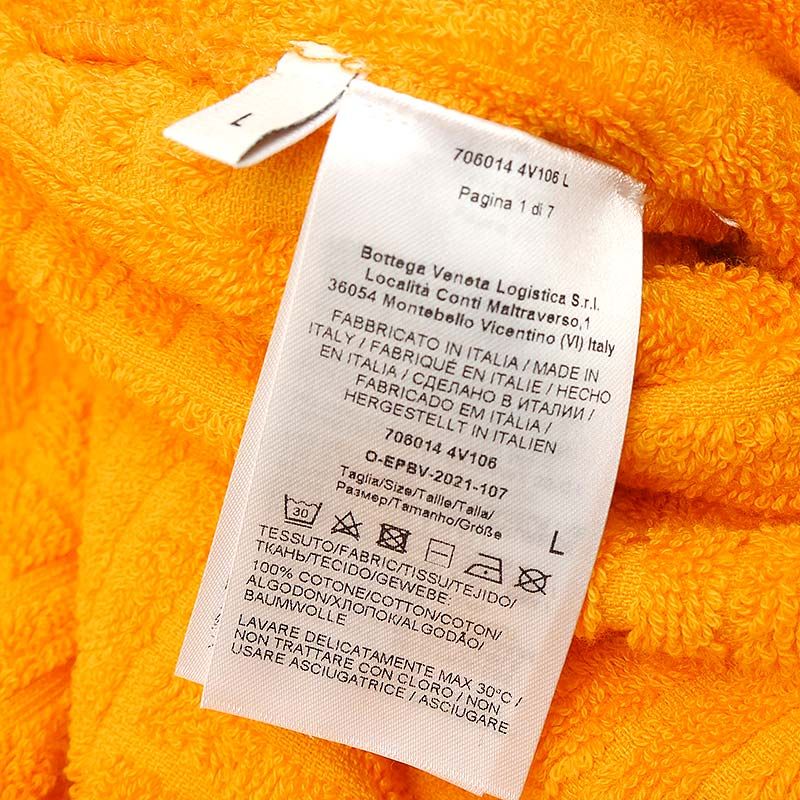 L
706014 4V106 L
Pagina 1 di 7
Bottega Veneta Logistica S.r.l.
Località Conti Maltraverso,1
36054 Montebello Vicentino (VI) Italy
FABBRICATO IN ITALIA / MADE IN
ITALY / FABRIQUÉ EN ITALIE / HECHO
EN ITALIA / СДЕЛАНО В ИТАЛИИ /
FABRICADO EM ITÀLIA /
HERGESTELLT IN ITALIEN
706014 4V106
O-EPBV-2021-107
Taglia/Size/Taille/Talla/
Размер/Tamanho/Größe
L
30
TESSUTO/FABRIC/TISSU/TEJIDO/
ТКАНЬ/TECIDO/GEWEBE:
100% COTONE/COTTON/COTON/
ALGODON/ХЛОПОК/ALGODÃO/
BAUMWOLLE
LAVARE DELICATAMENTE MAX 30°C /
NON TRATTARE CON CLORO / NON
USARE ASCIUGATRICE / ASCIUGARE